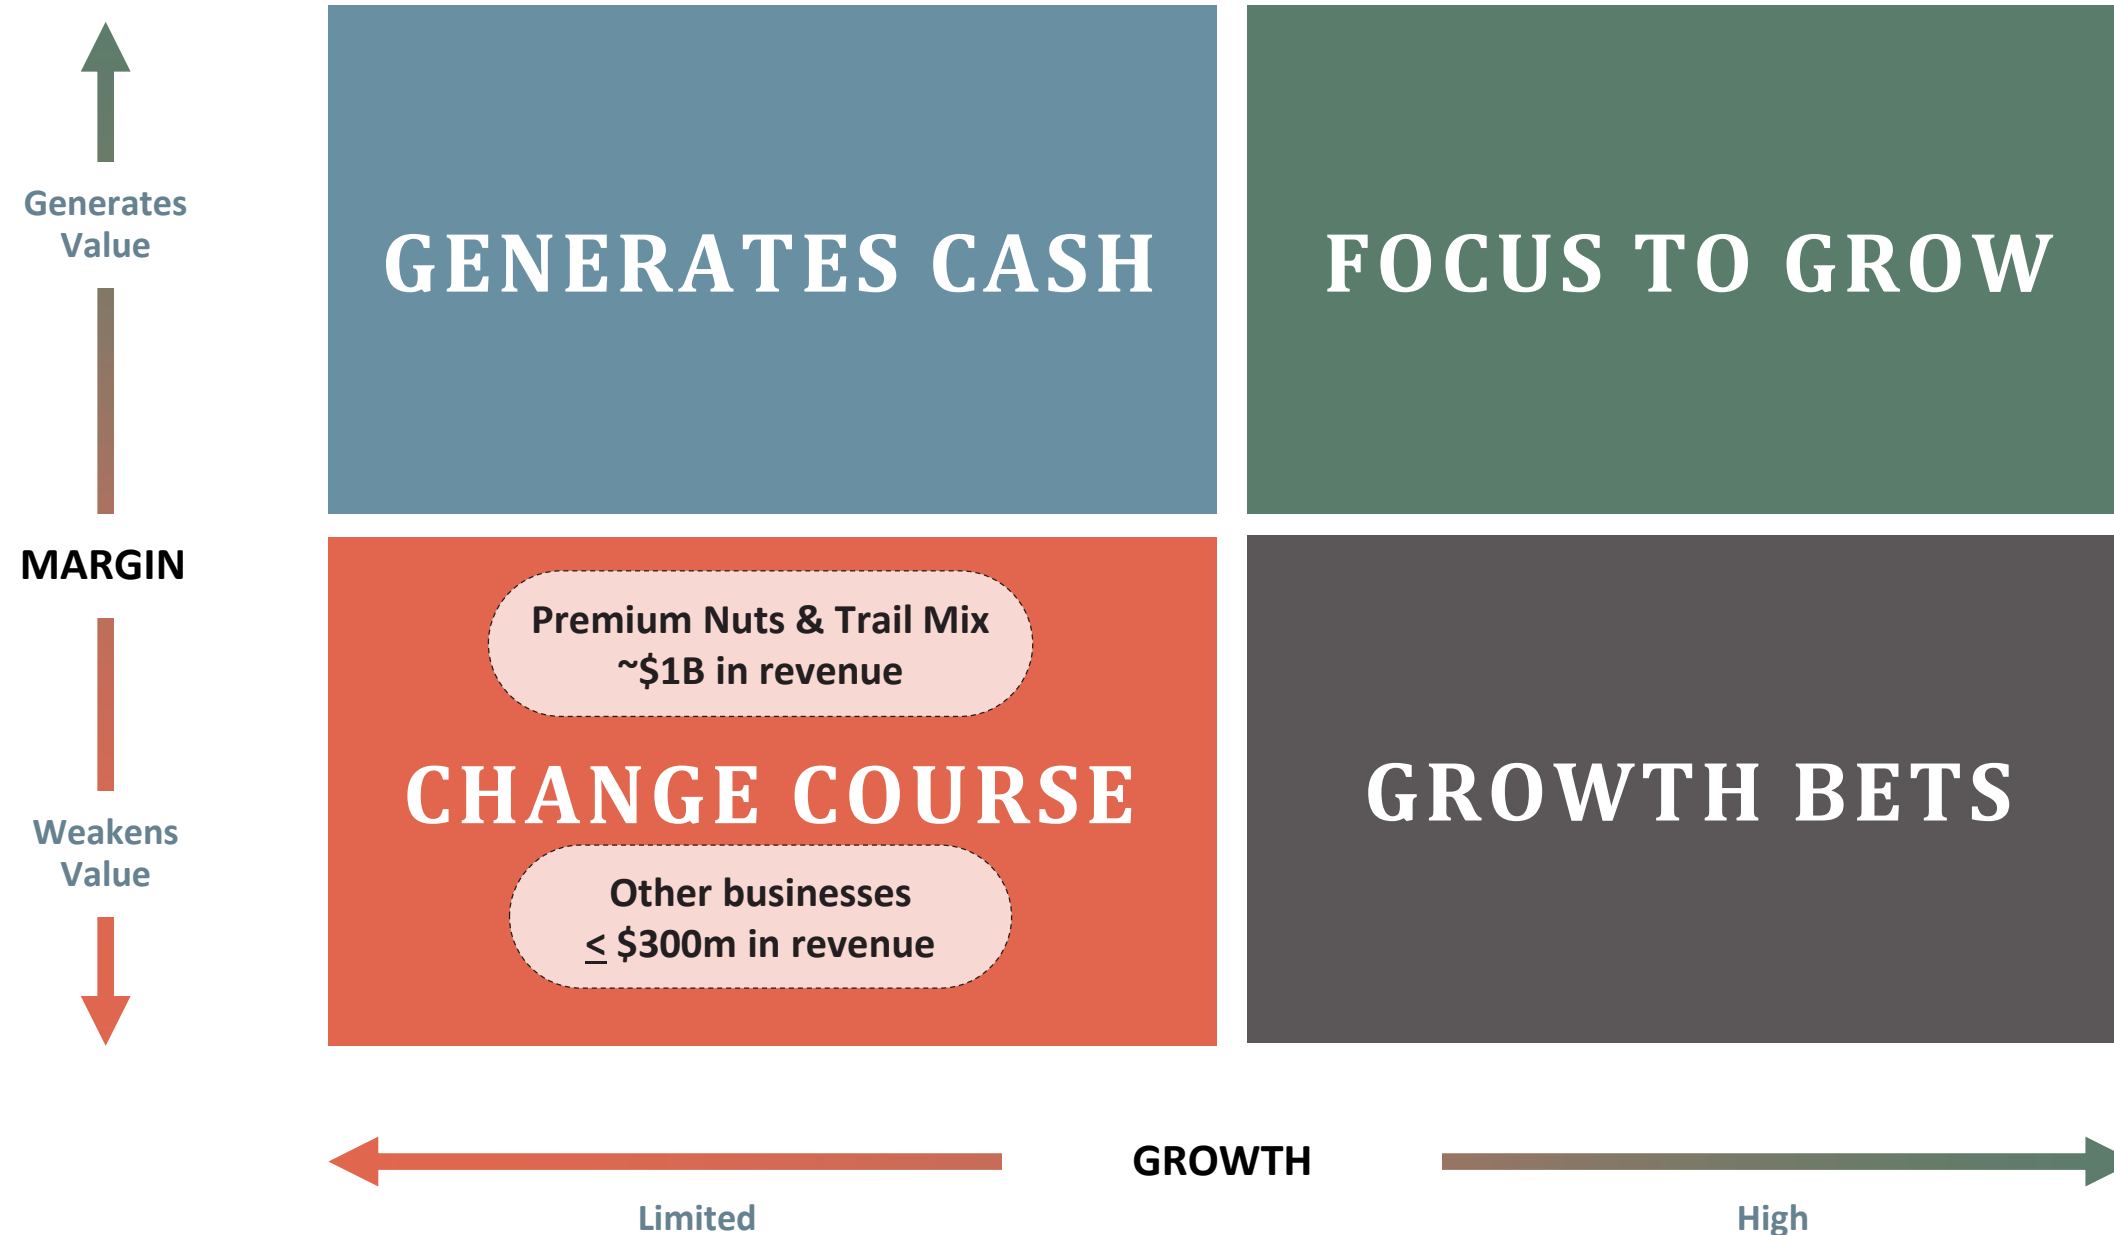 Generates
Value
MARGIN
Weakens
Value
GENERATES CASH
FOCUS TO GROW
Premium Nuts & Trail Mix
~$1B in revenue
CHANGE COURSE
Other businesses
≤ $300m in revenue
GROWTH BETS
GROWTH
Limited
High